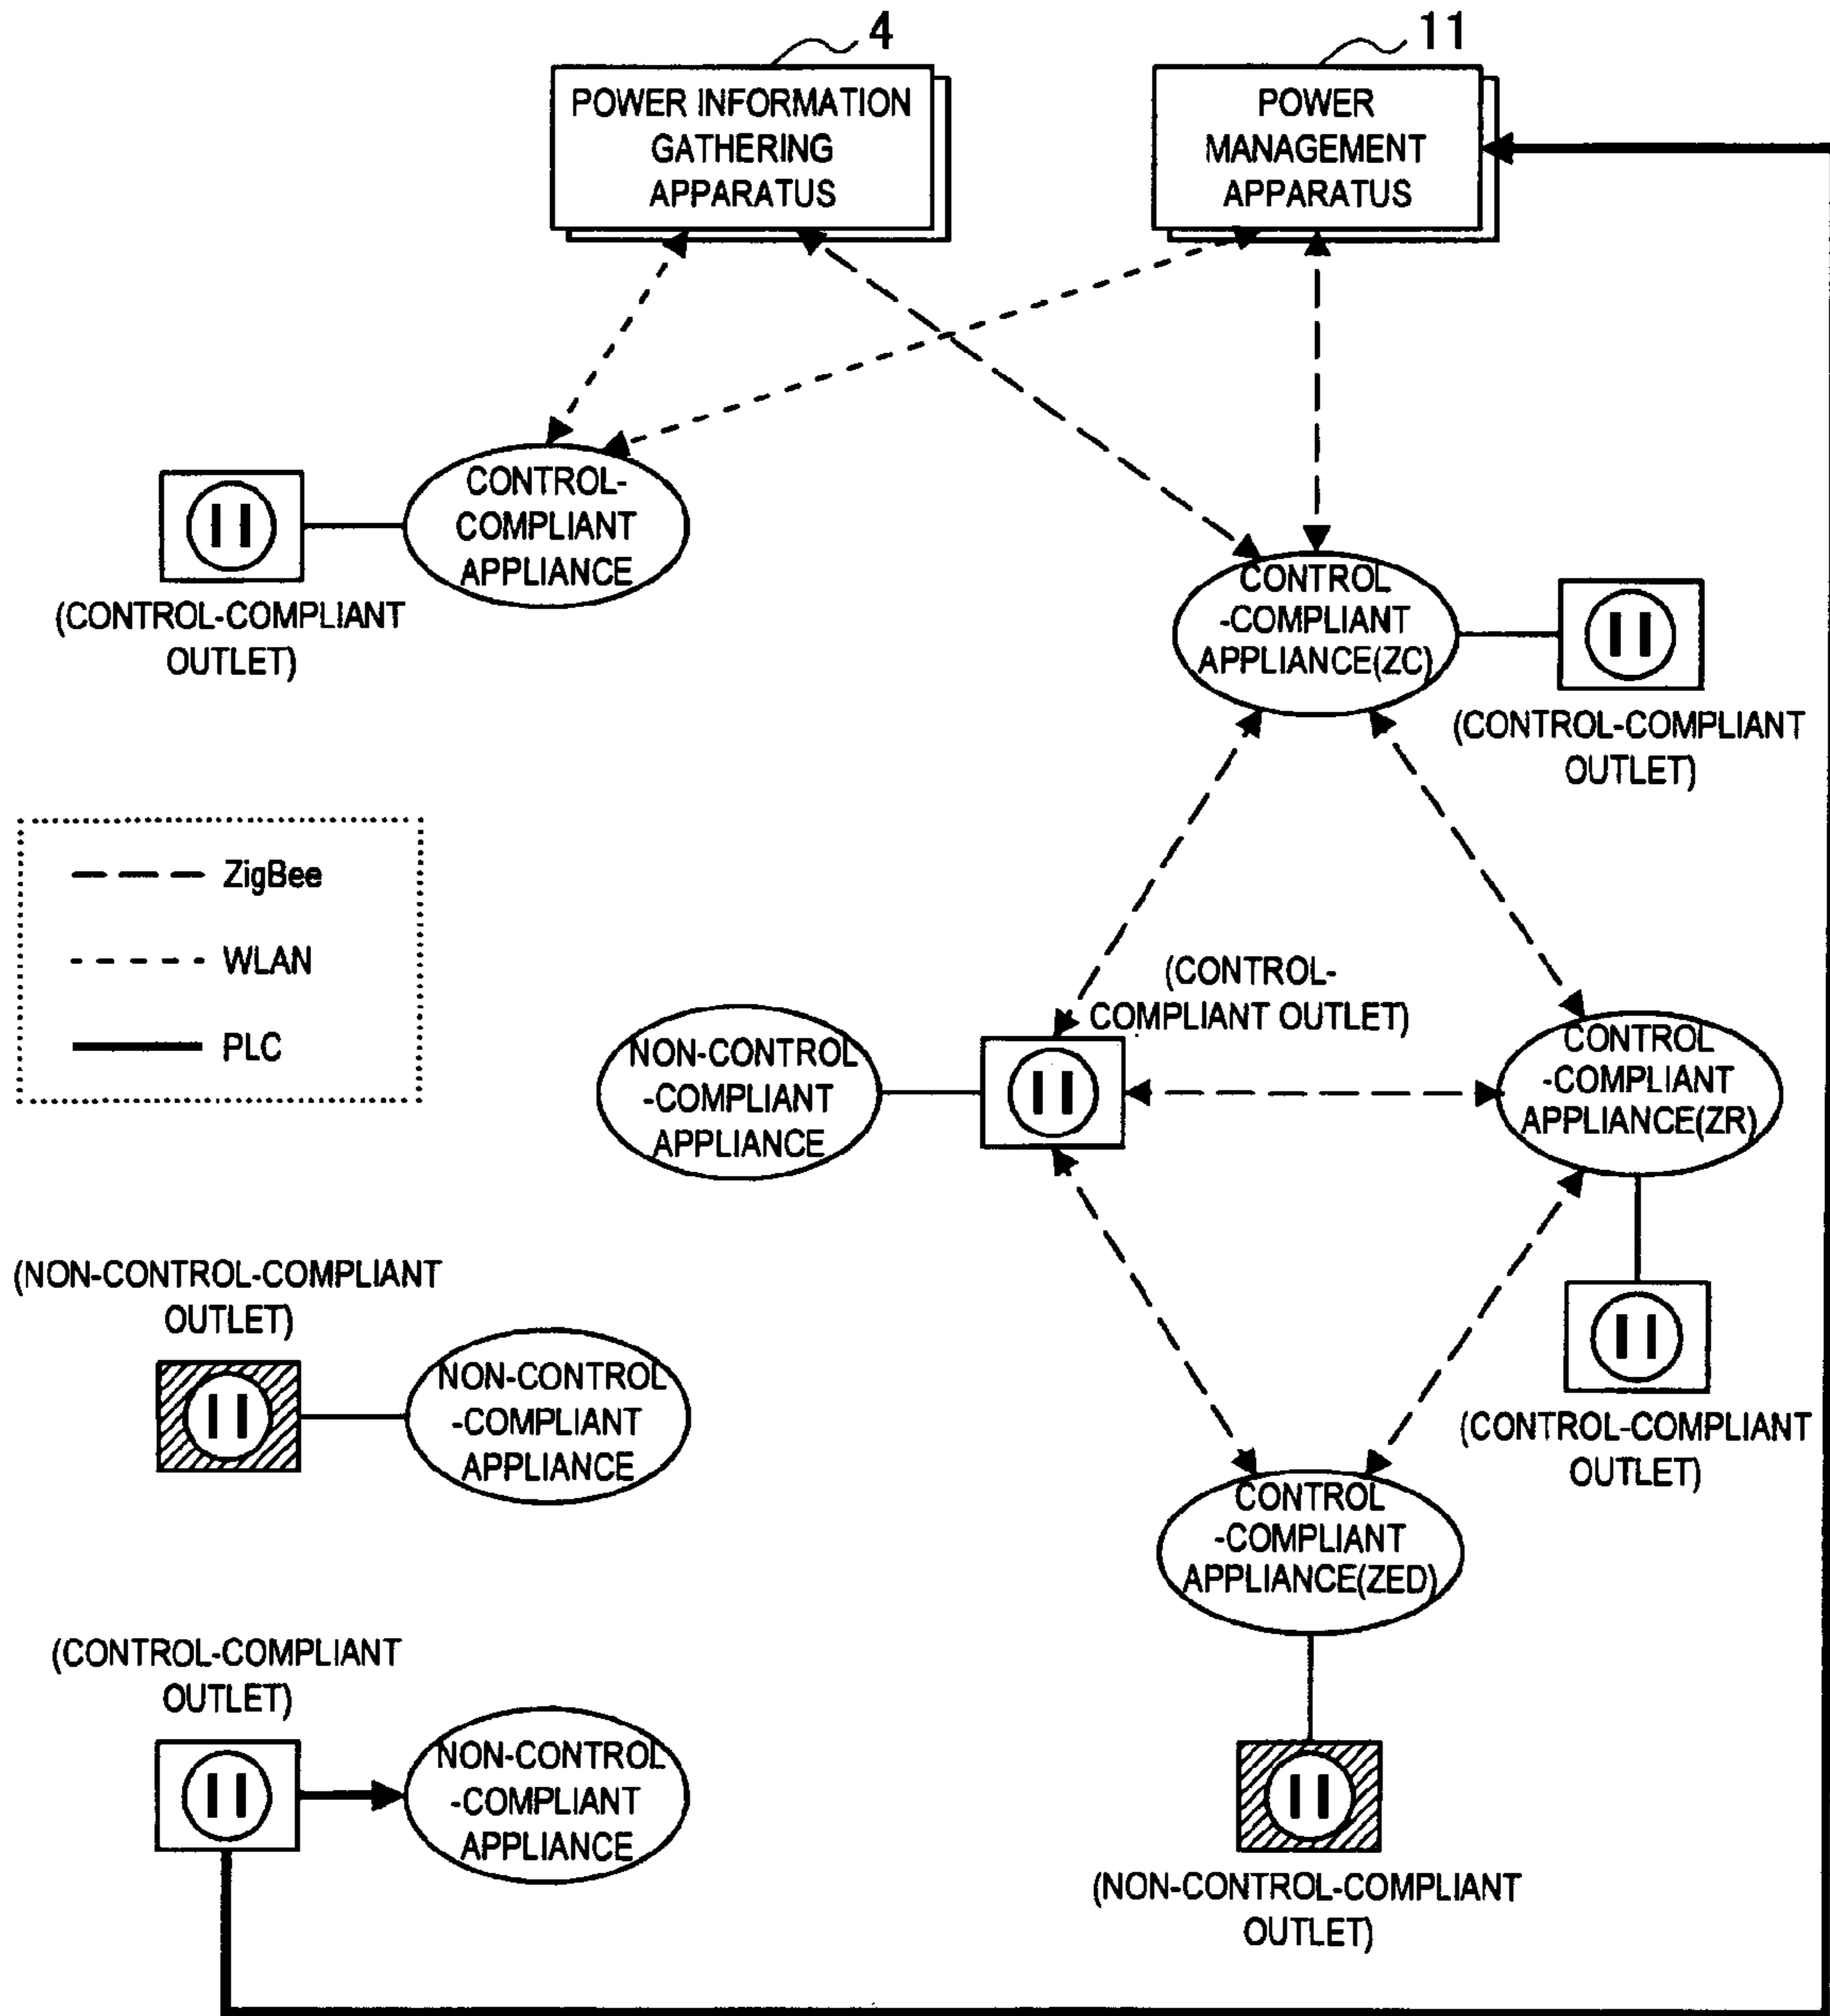 4
11
POWER INFORMATION
GATHERING
APPARATUS
POWER
MANAGEMENT
APPARATUS
CONTROL-
COMPLIANT
APPLIANCE
(CONTROL-COMPLIANT
OUTLET)
CONTROL
-COMPLIANT
APPLIANCE(ZC)
(CONTROL-COMPLIANT
OUTLET)
ZigBee
WLAN
PLC
(CONTROL-
COMPLIANT OUTLET)
NON-CONTROL
-COMPLIANT
APPLIANCE
CONTROL
-COMPLIANT
APPLIANCE(ZR)
(CONTROL-COMPLIANT
OUTLET)
(NON-CONTROL-COMPLIANT
OUTLET)
NON-CONTROL
-COMPLIANT
APPLIANCE
CONTROL
-COMPLIANT
APPLIANCE(ZED)
(NON-CONTROL-COMPLIANT
OUTLET)
(CONTROL-COMPLIANT
OUTLET)
NON-CONTROL
-COMPLIANT
APPLIANCE